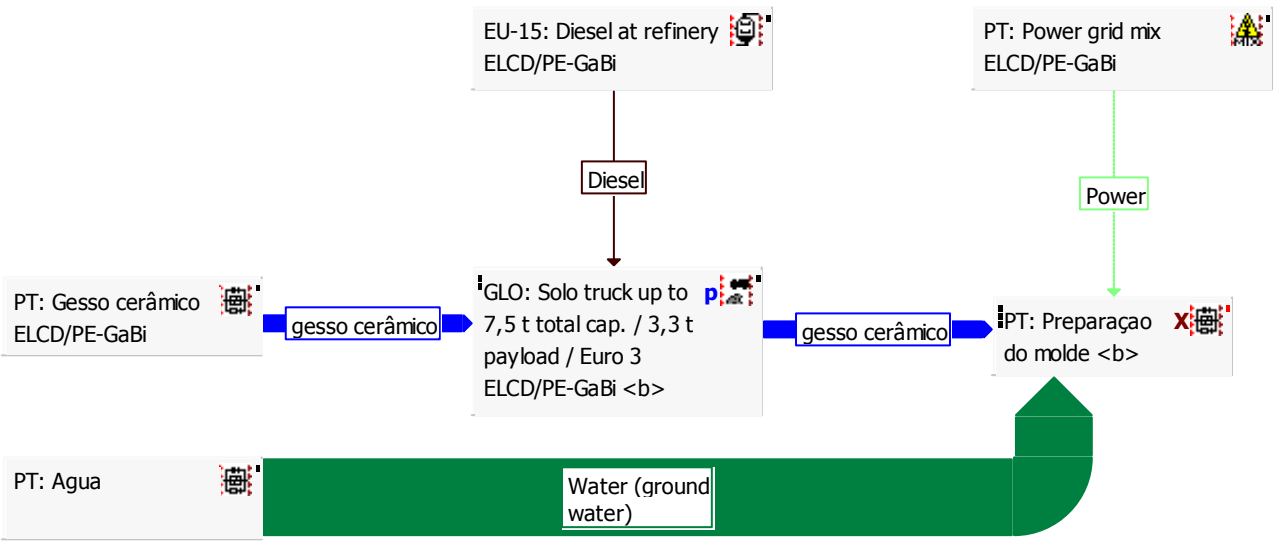 EU-15: Diesel at refinery
ELCD/PE-GaBi
PT: Power grid mix
ELCD/PE-GaBi
MIX
Diesel
Power
PT: Gesso cerâmico
ELCD/PE-GaBi
gesso cerâmico
GLO: Solo truck up to
7,5 t total cap. / 3,3 t
payload / Euro 3
ELCD/PE-GaBi <b>
p
gesso cerâmico
PT: Preparaçao
do molde <b>
X
PT: Agua
Water (ground
water)